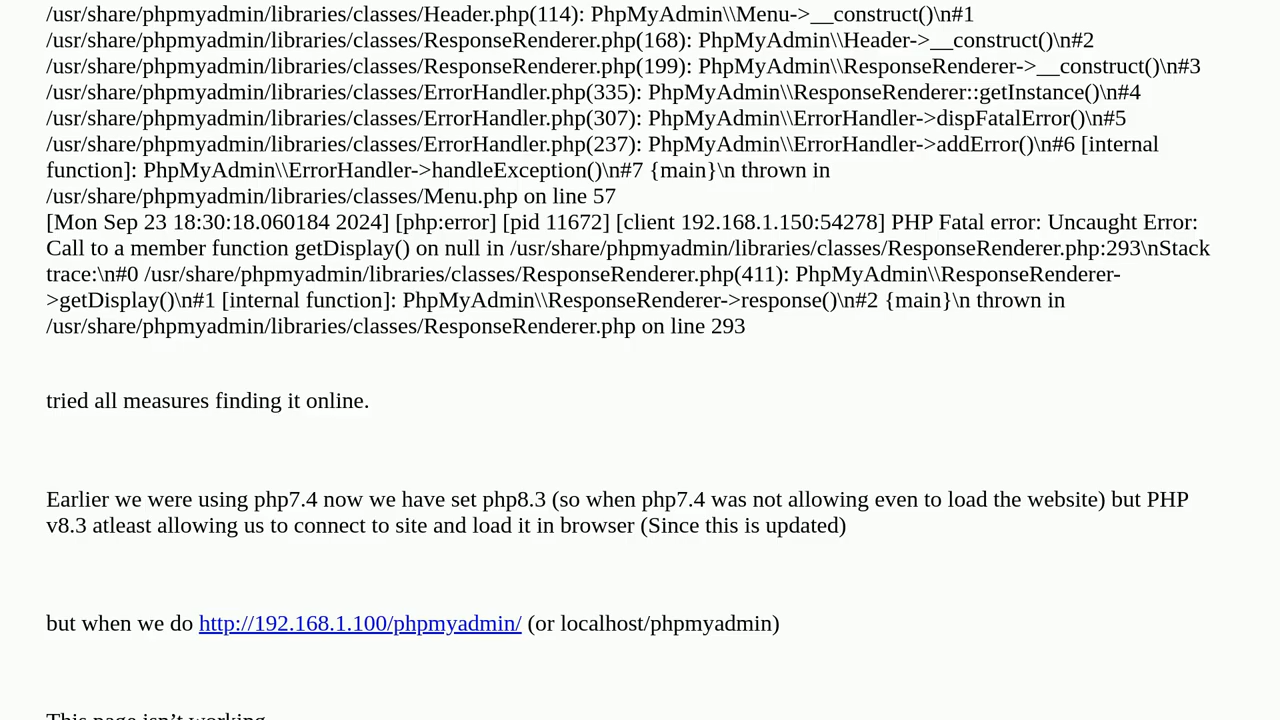 /usr/share/phpmyadmin/libraries/classes/Header.php(114): PhpMyAdmin\\Menu->__construct()\n#1
/usr/share/phpmyadmin/libraries/classes/ResponseRenderer.php(168): PhpMyAdmin\\Header->__construct()\n#2
/usr/share/phpmyadmin/libraries/classes/ResponseRenderer.php(199): PhpMyAdmin\\ResponseRenderer->__construct()\n#3
/usr/share/phpmyadmin/libraries/classes/ErrorHandler.php(335): PhpMyAdmin\\ResponseRenderer::getInstance()\n#4
/usr/share/phpmyadmin/libraries/classes/ErrorHandler.php(307): PhpMyAdmin\\ErrorHandler->dispFatalError()\n#5
/usr/share/phpmyadmin/libraries/classes/ErrorHandler.php(237): PhpMyAdmin\\ErrorHandler->addError()\n#6 [internal
function]: PhpMyAdmin\\ErrorHandler->handleException()\n#7 {main}\n thrown in
/usr/share/phpmyadmin/libraries/classes/Menu.php on line 57
[Mon Sep 23 18:30:18.060184 2024] [php:error] [pid 11672] [client 192.168.1.150:54278] PHP Fatal error: Uncaught Error:
Call to a member function getDisplay() on null in /usr/share/phpmyadmin/libraries/classes/ResponseRenderer.php:293\nStack
trace:\n#0 /usr/share/phpmyadmin/libraries/classes/ResponseRenderer.php(411): PhpMyAdmin\\ResponseRenderer-
>getDisplay()\n#1 [internal function]: PhpMyAdmin\\ResponseRenderer->response()\n#2 {main}\n thrown in
/usr/share/phpmyadmin/libraries/classes/ResponseRenderer.php on line 293
tried all measures finding it online.
Earlier we were using php7.4 now we have set php8.3 (so when php7.4 was not allowing even to load the website) but PHP
v8.3 atleast allowing us to connect to site and load it in browser (Since this is updated)
but when we do http://192.168.1.100/phpmyadmin/ (or localhost/phpmyadmin)
This page isn’t working